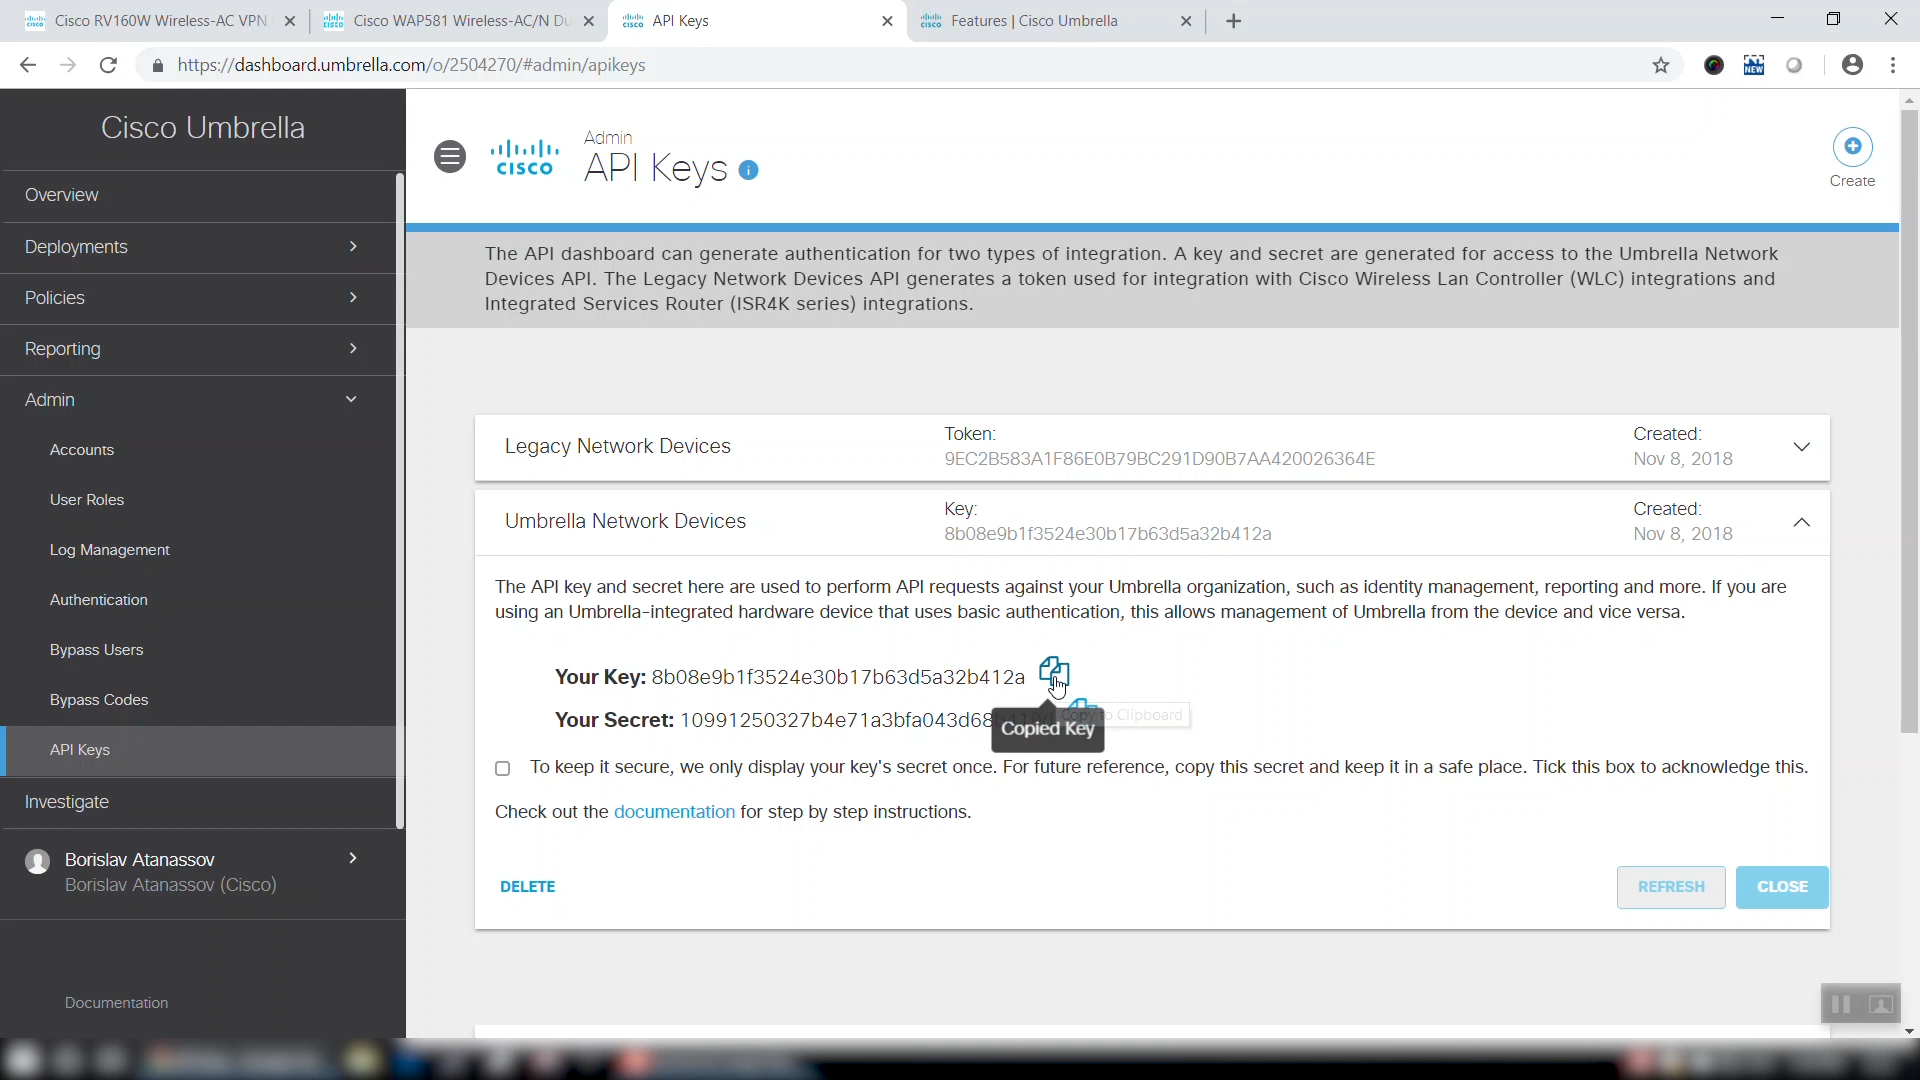 Cisco RV160W Wireless-AC VPN
Cisco WAP581 Wireless-AC/N Du
API Keys
Features | Cisco Umbrella
https://dashboard.umbrella.com/o/2504270/#admin/apikeys
NEW
Cisco Umbrella
Overview
Deployments
Policies
Reporting
Admin
Accounts
User Roles
Log Management
Authentication
Bypass Users
Bypass Codes
API Keys
Investigate
Borislav Atanassov
Borislav Atanassov (Cisco)
Documentation
cisco
Admin
API Keys
Create
The API dashboard can generate authentication for two types of integration. A key and secret are generated for access to the Umbrella Network
Devices API. The Legacy Network Devices API generates a token used for integration with Cisco Wireless Lan Controller (WLC) integrations and
Integrated Services Router (ISR4K series) integrations.
Legacy Network Devices
Token:
9EC2B583A1F86E0B79BC291D90B7AA420026364E
Created:
Nov 8, 2018
Umbrella Network Devices
Key:
8b08e9b1f3524e30b17b63d5a32b412a
Created:
Nov 8, 2018
The API key and secret here are used to perform API requests against your Umbrella organization, such as identity management, reporting and more. If you are
using an Umbrella-integrated hardware device that uses basic authentication, this allows management of Umbrella from the device and vice versa.
Your Key: 8b08e9b1f3524e30b17b63d5a32b412a
Your Secret: 10991250327b4e71a3bfa043d68
Copy to Clipboard
Copied Key
To keep it secure, we only display your key's secret once. For future reference, copy this secret and keep it in a safe place. Tick this box to acknowledge this.
Check out the documentation for step by step instructions.
DELETE
REFRESH
CLOSE